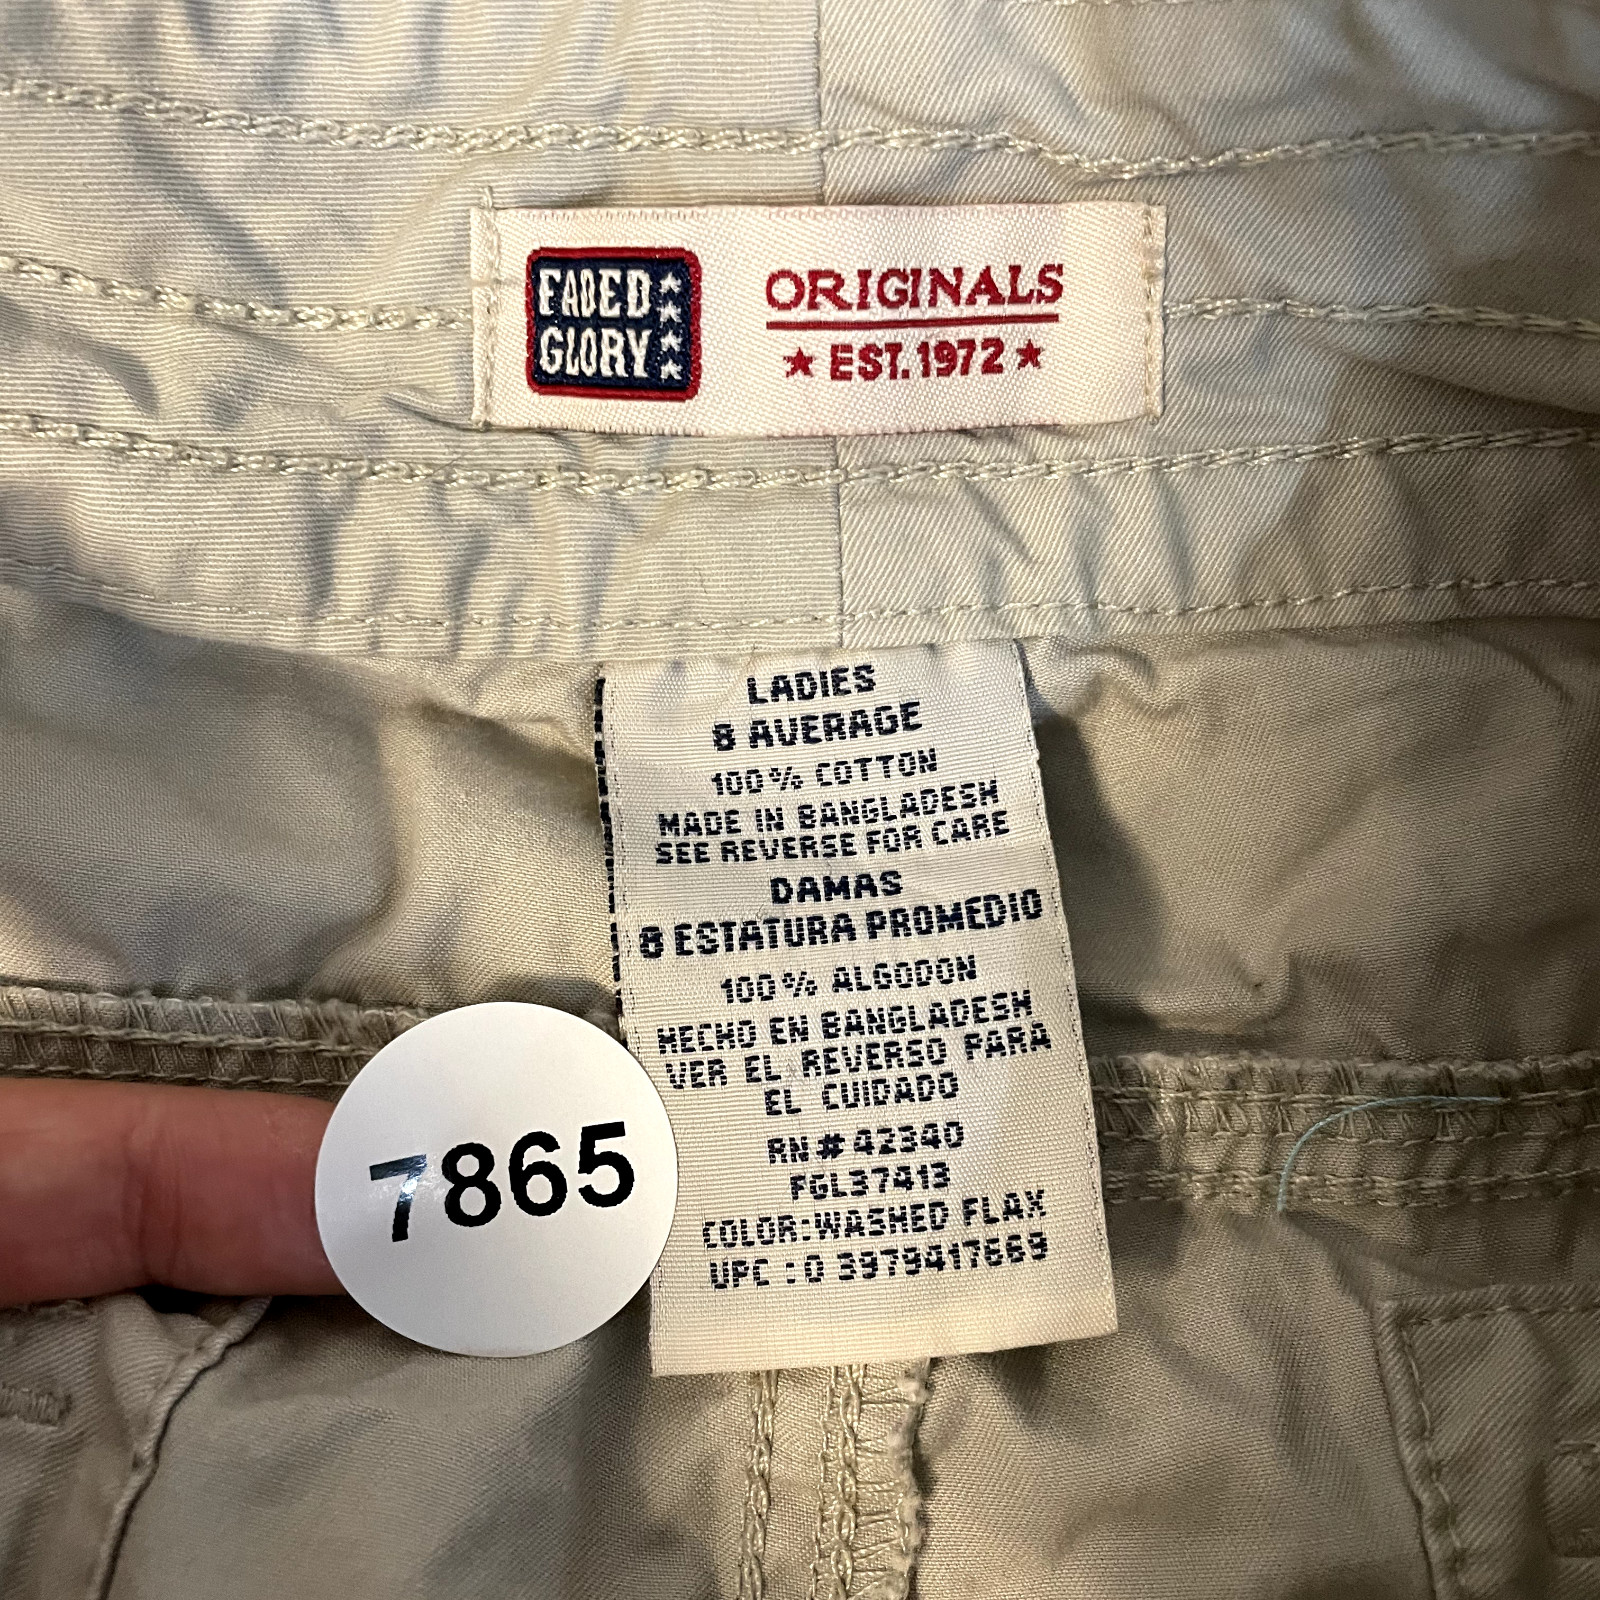 FADED
GLORY
ORIGINALS
★ EST. 1972 ★
LADIES
8 AVERAGE
100% COTTON
MADE IN BANGLADESH
SEE REVERSE FOR CARE
DAMAS
8 ESTATURA PROMEDIO
100% ALGODON
HECHO EN BANGLADESH
VER EL REVERSO PARA
EL CUIDADO
RN # 42340
FGL37413
COLOR:WASHED FLAX
UPC : 0 3979417669
7865